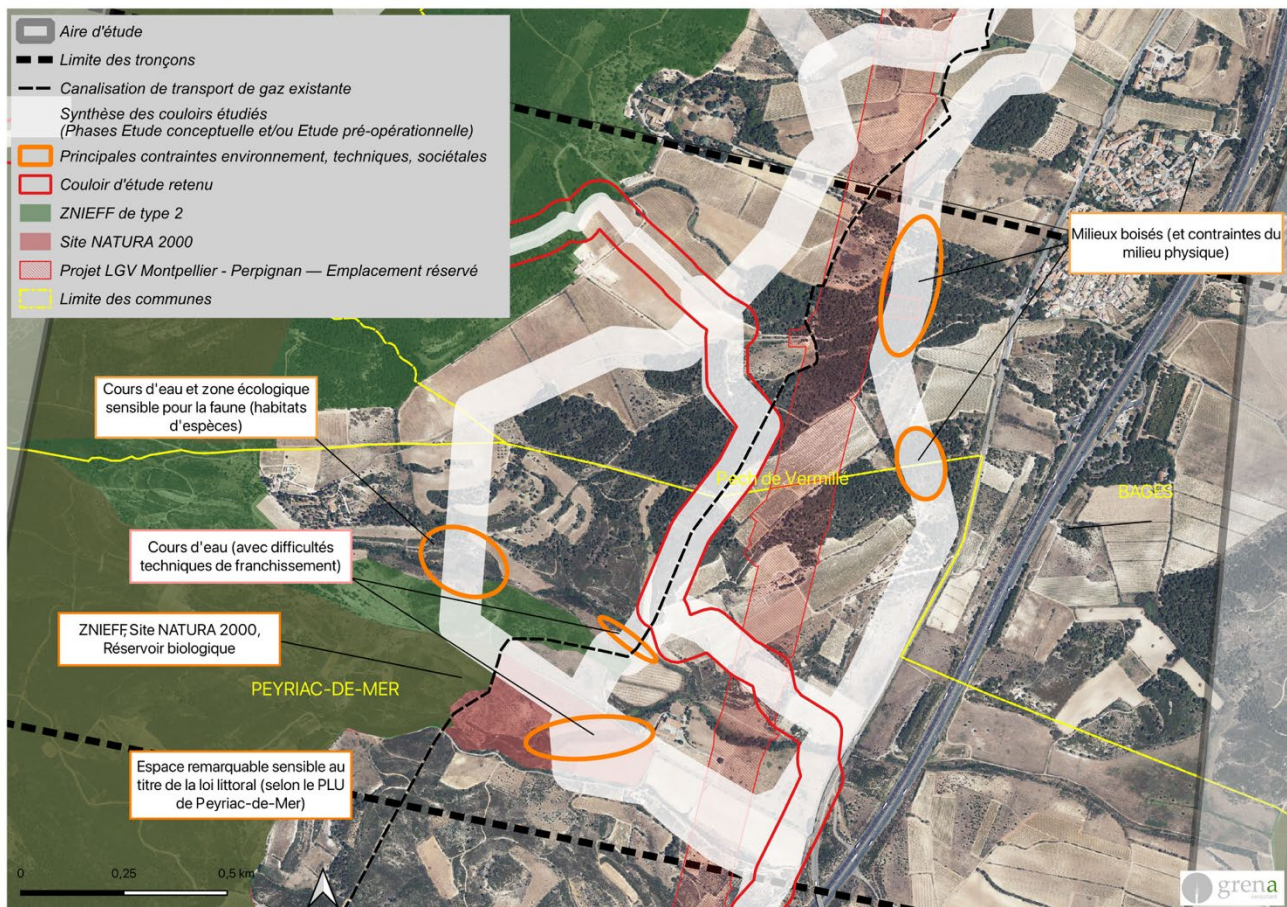 Aire d'étude
Limite des tronçons
Canalisation de transport de gaz existante
Synthèse des couloirs étudiés
(Phases Etude conceptuelle et/ou Etude pré-opérationnelle)
Principales contraintes environnement, techniques, sociétales
Couloir d'étude retenu
ZNIEFF de type 2
Site NATURA 2000
Projet LGV Montpellier - Perpignan — Emplacement réservé
Limite des communes
Milieux boisés (et contraintes du
milieu physique)
Cours d'eau et zone écologique
sensible pour la faune (habitats
d'espèces)
Pech de Vermille
BAGES
Cours d'eau (avec difficultés
techniques de franchissement)
ZNIEFF, Site NATURA 2000,
Réservoir biologique
PEYRIAC-DE-MER
Espace remarquable sensible au
titre de la loi littoral (selon le PLU
de Peyriac-de-Mer)
0 0,25 0,5 km
grena